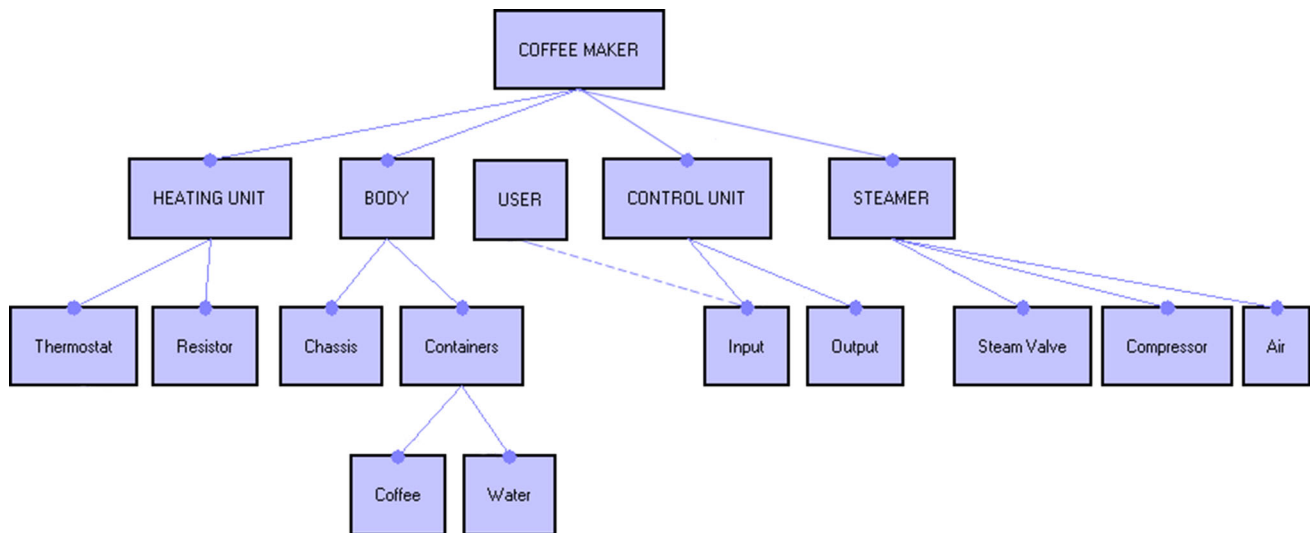 COFFEE MAKER
HEATING UNIT
BODY
USER
CONTROL UNIT
STEAMER
Thermostat
Resistor
Chassis
Containers
Input
Output
Steam Valve
Compressor
Air
Coffee
Water